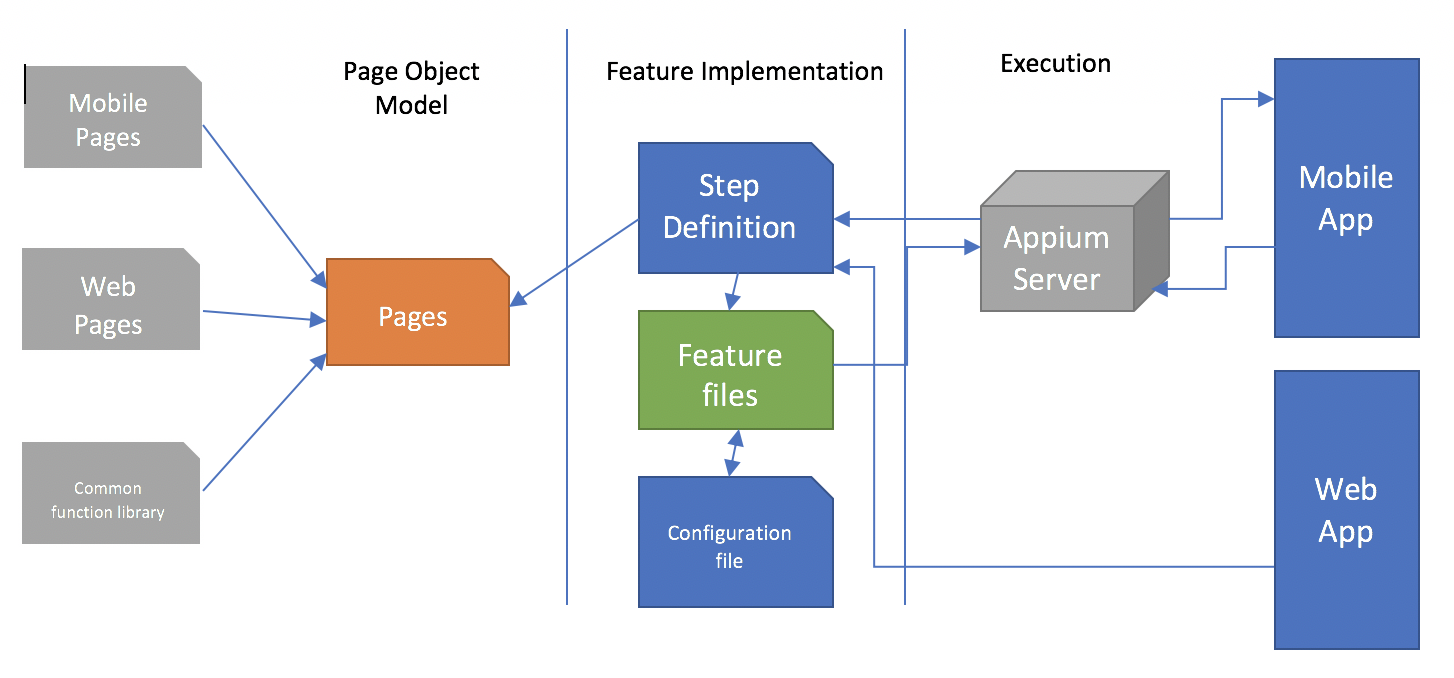 Page Object
Model
Feature Implementation
Execution
Mobile
Pages
Web
Pages
Common
function library
Pages
Step
Definition
Feature
files
Configuration
file
Appium
Server
Mobile
App
Web
App